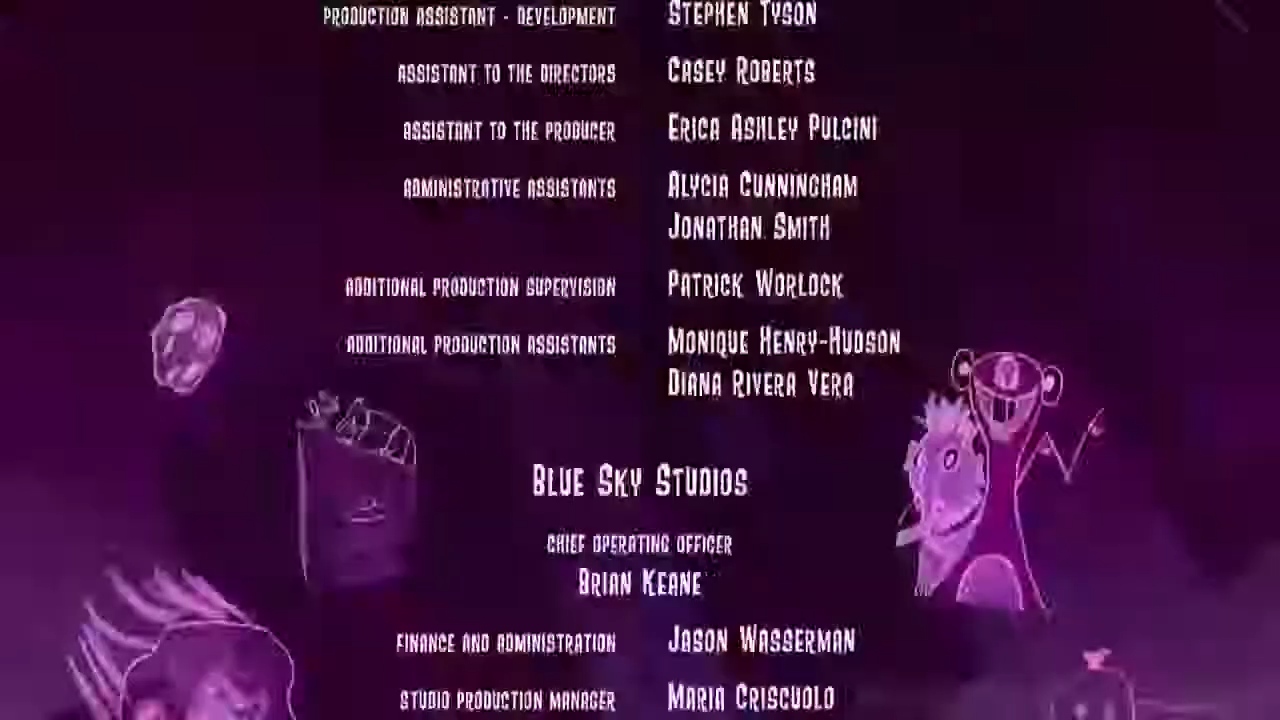 PRODUCTION ASSISTANT - DEVELOPMENT STEPHEN TYSON
ASSISTANT TO THE DIRECTORS CASEY ROBERTS
ASSISTANT TO THE PRODUCER ERICA ASHLEY PULCINI
ADMINISTRATIVE ASSISTANTS ALYCIA CUNNINGHAM
JONATHAN SMITH
ADDITIONAL PRODUCTION SUPERVISION PATRICK WORLOCK
ADDITIONAL PRODUCTION ASSISTANTS MONIQUE HENRY-HUDSON
DIANA RIVERA VERA
BLUE SKY STUDIOS
CHIEF OPERATING OFFICER
BRIAN KEANE
FINANCE AND ADMINISTRATION JASON WASSERMAN
STUDIO PRODUCTION MANAGER MARIA CRISCUOLO